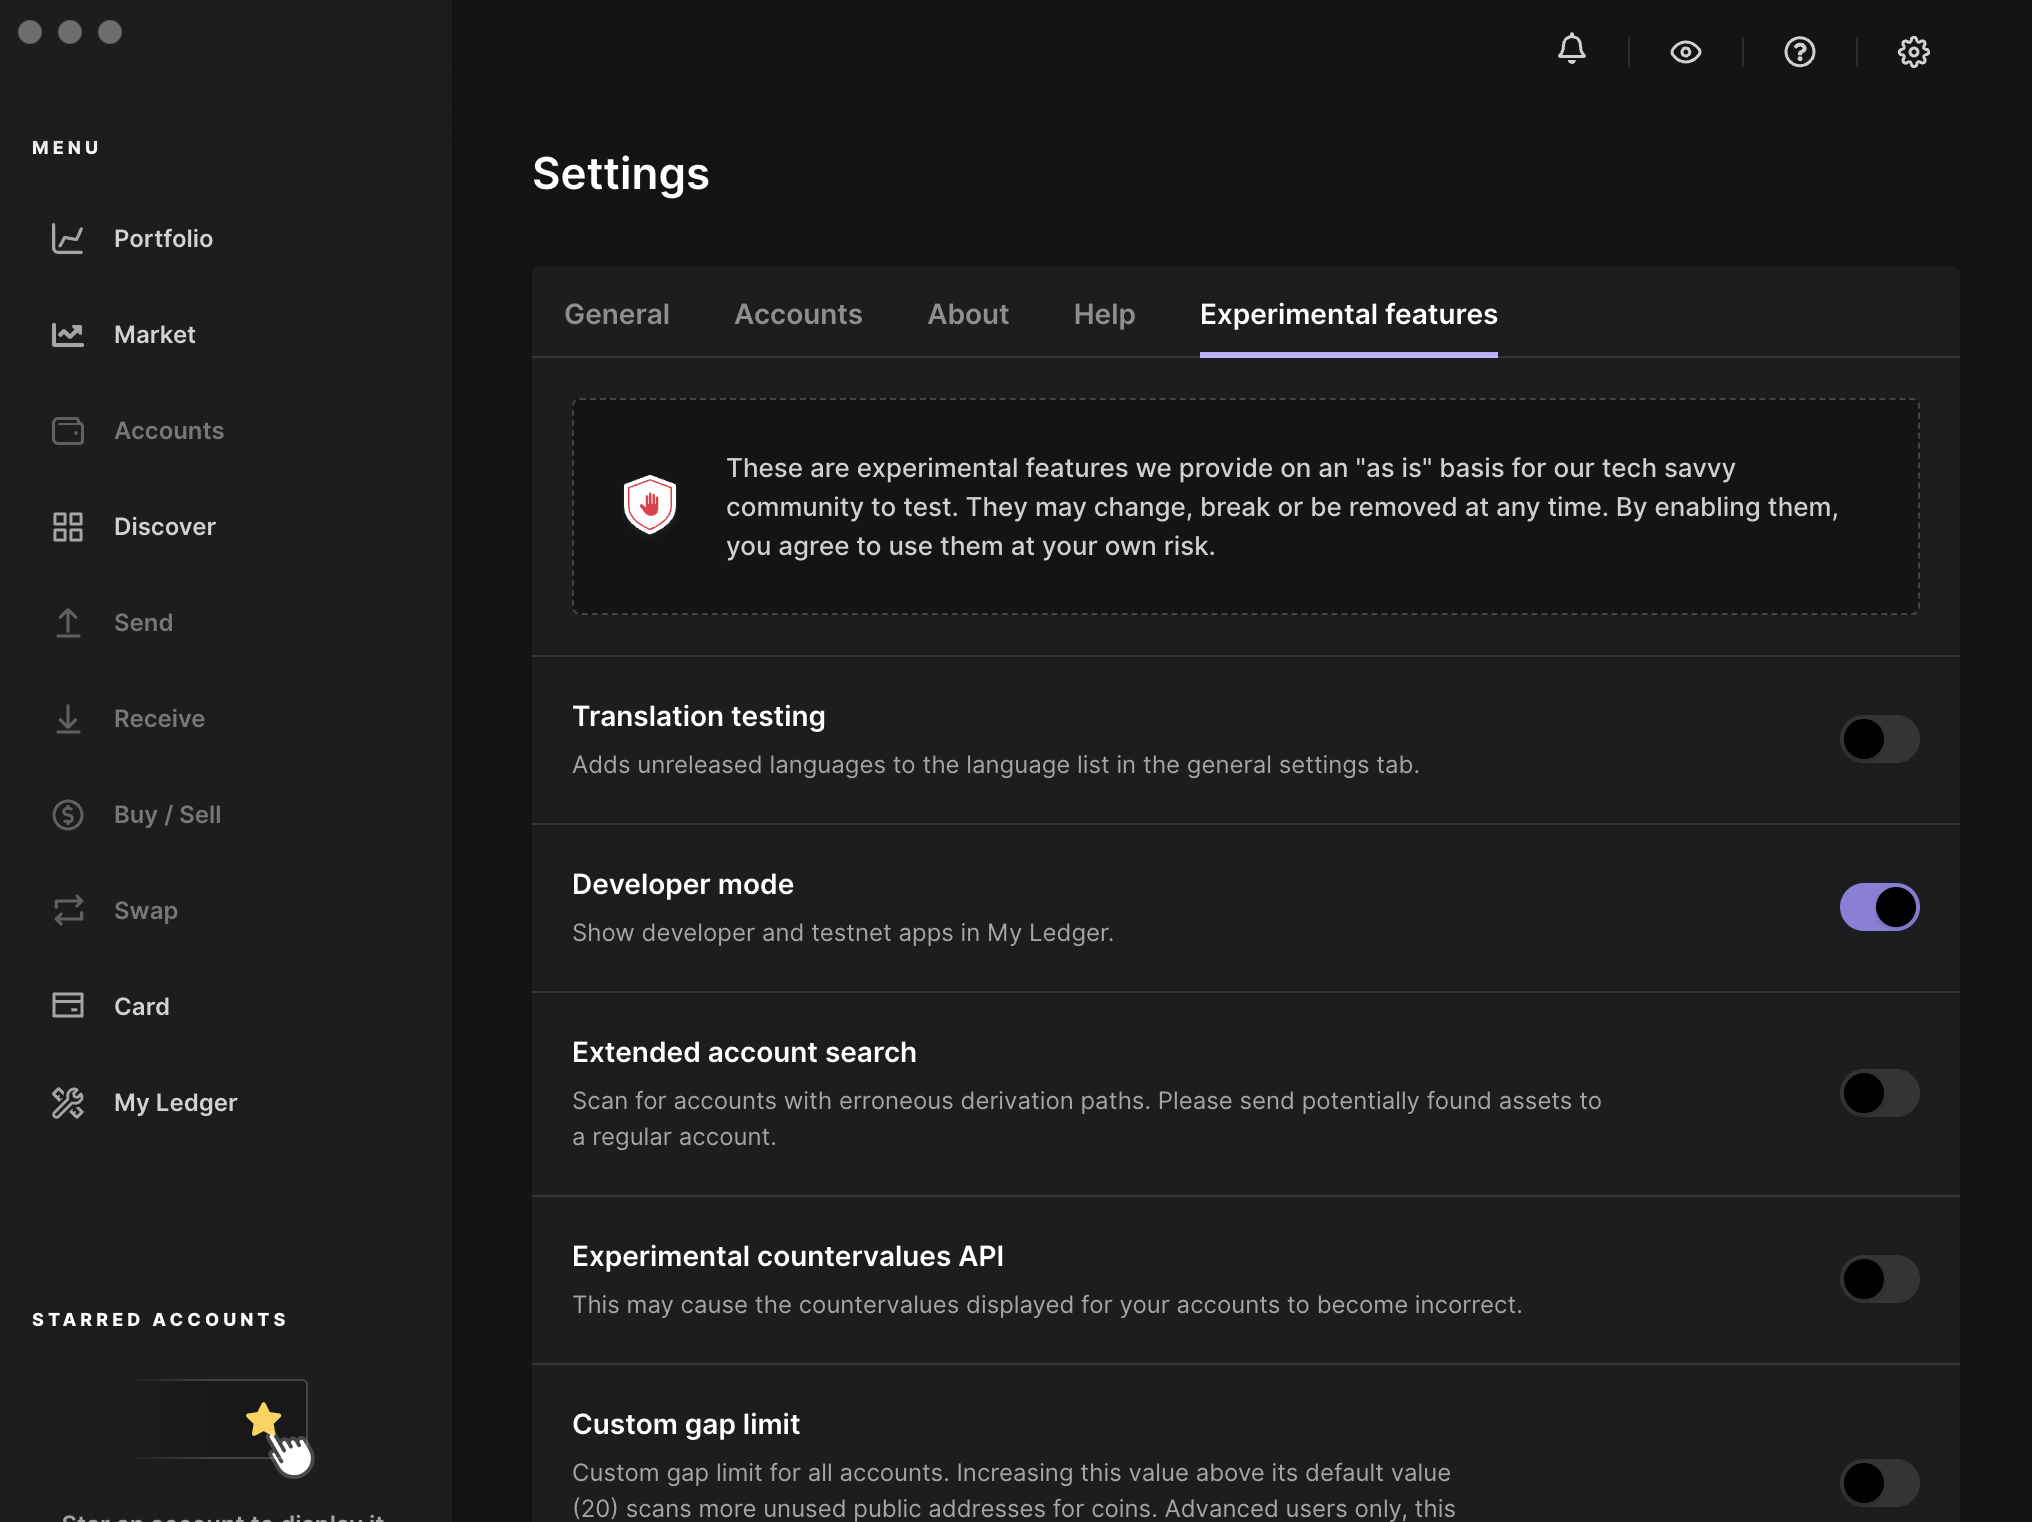 MENU
Portfolio
Market
Accounts
Discover
Send
Receive
Buy / Sell
Swap
Card
My Ledger
STARRED ACCOUNTS
Star an account to display it
Settings
General
Accounts
About
Help
Experimental features
These are experimental features we provide on an "as is" basis for our tech savvy
community to test. They may change, break or be removed at any time. By enabling them,
you agree to use them at your own risk.
Translation testing
Adds unreleased languages to the language list in the general settings tab.
Developer mode
Show developer and testnet apps in My Ledger.
Extended account search
Scan for accounts with erroneous derivation paths. Please send potentially found assets to
a regular account.
Experimental countervalues API
This may cause the countervalues displayed for your accounts to become incorrect.
Custom gap limit
Custom gap limit for all accounts. Increasing this value above its default value
(20) scans more unused public addresses for coins. Advanced users only, this